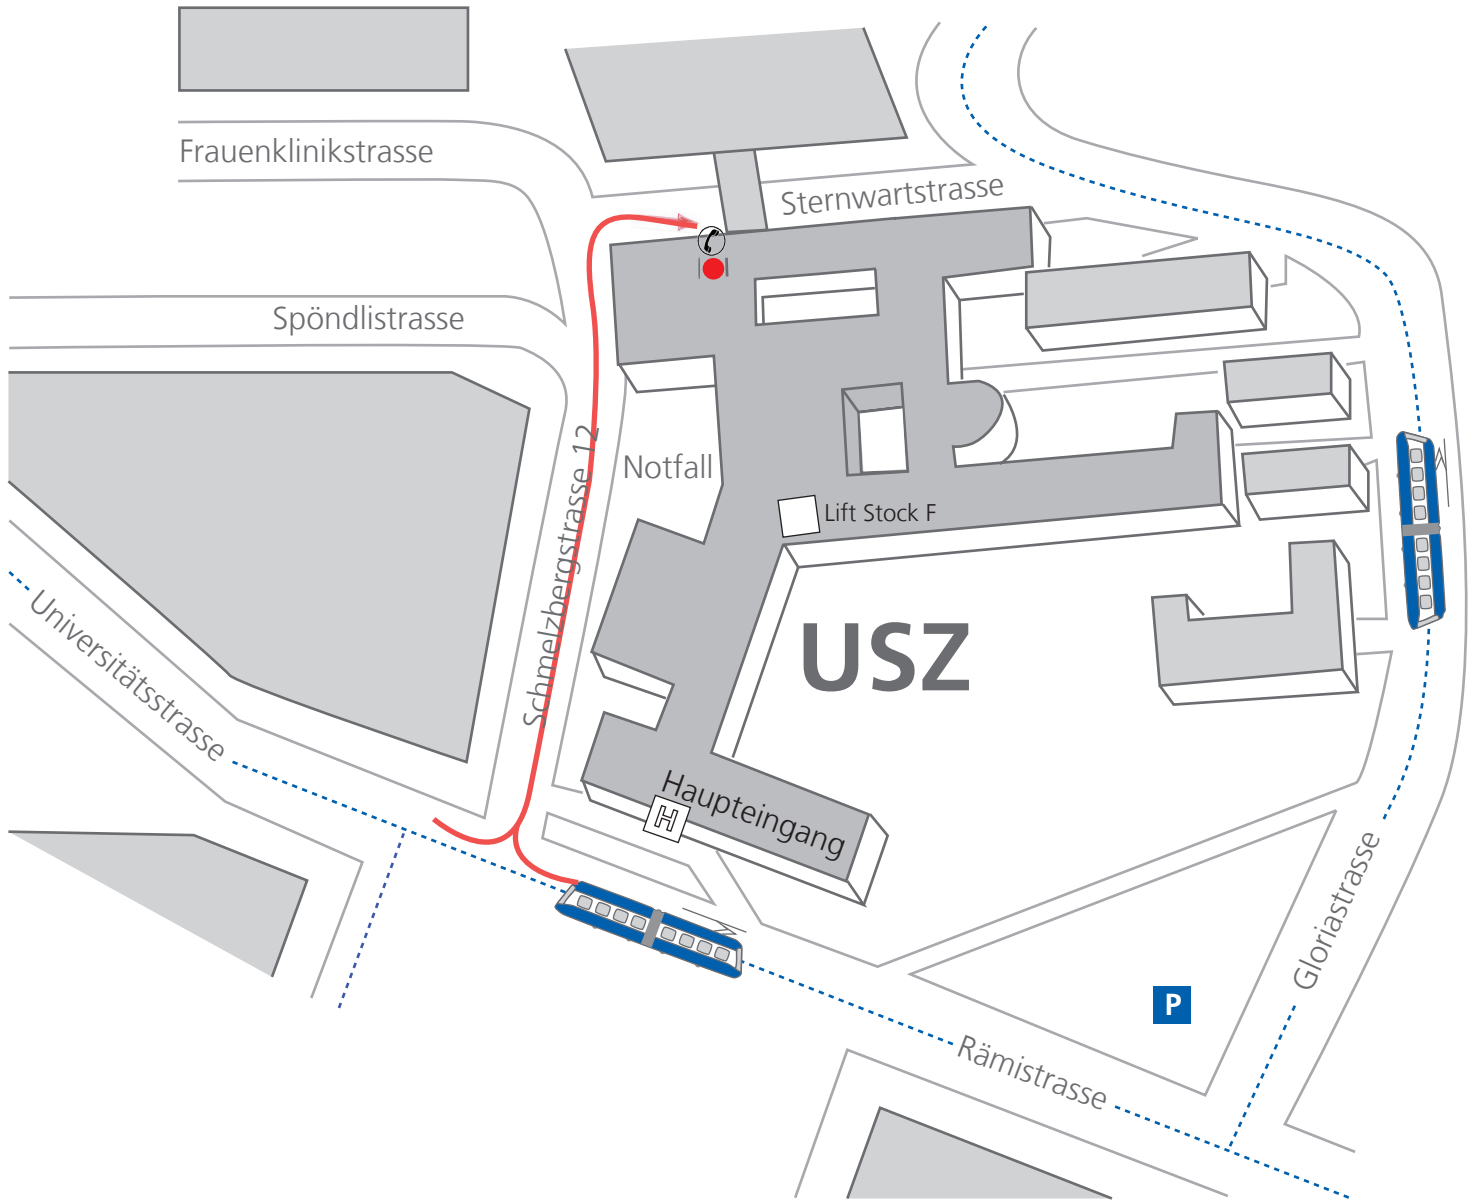 Frauenklinikstrasse
Sternwartstrasse
Spöndlistrasse
Notfall
Schmelzbergstrasse 12
Lift Stock F
Universitätsstrasse
USZ
Haupteingang
H
Gloriastrasse
P
Rämistrasse